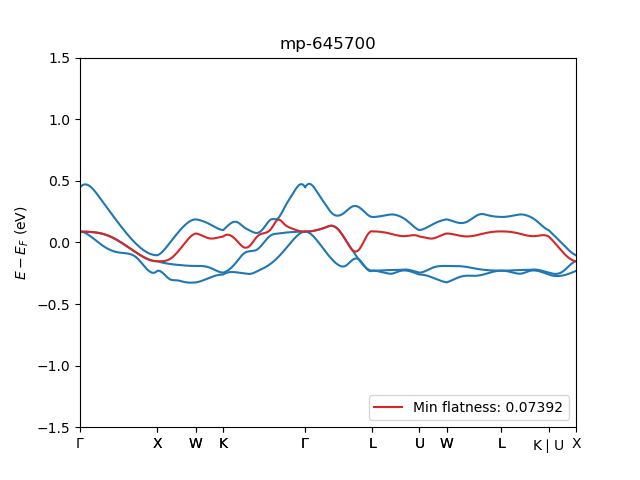 mp-645700
E − E_F (eV)
1.5
1.0
0.5
0.0
−0.5
−1.0
−1.5
Min flatness: 0.07392
Γ X W K Γ L U W L K | U X